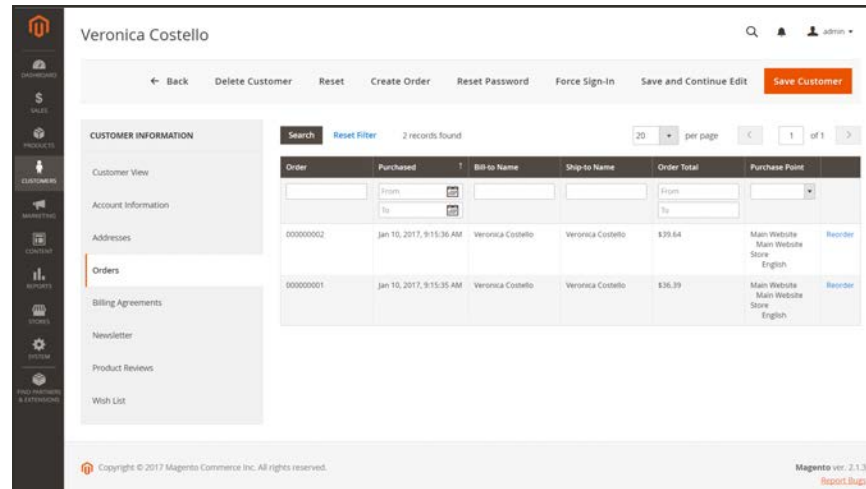 Veronica Costello
admin
DASHBOARD
SALES
PRODUCTS
CUSTOMERS
MARKETING
CONTENT
REPORTS
STORES
SYSTEM
FIND PARTNERS
& EXTENSIONS
Back Delete Customer Reset Create Order Reset Password Force Sign-In Save and Continue Edit Save Customer
CUSTOMER INFORMATION
Customer View
Account Information
Addresses
Orders
Billing Agreements
Newsletter
Product Reviews
Wish List
Search Reset Filter 2 records found 20 per page 1 of 1
Order Purchased Bill-to Name Ship-to Name Order Total Purchase Point
From From
To To
000000002 Jan 10, 2017, 9:15:36 AM Veronica Costello Veronica Costello $39.64 Main Website Reorder
Main Website
Store
English
000000001 Jan 10, 2017, 9:15:35 AM Veronica Costello Veronica Costello $36.39 Main Website Reorder
Main Website
Store
English
Copyright © 2017 Magento Commerce Inc. All rights reserved.
Magento ver. 2.1.3
Report Bugs